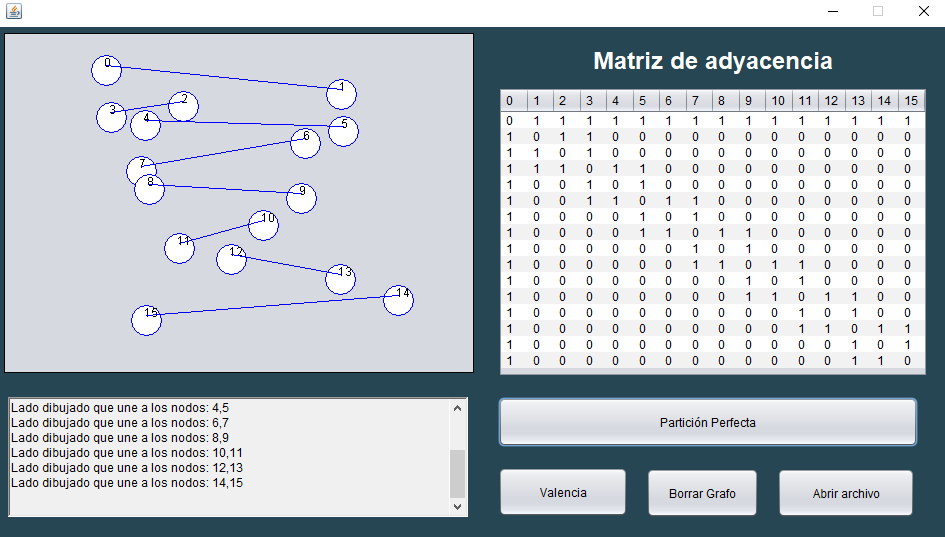 0
1
2
3
4
5
6
7
8
9
10
11
12
13
14
15
Matriz de adyacencia
0 1 2 3 4 5 6 7 8 9 10 11 12 13 14 15
0 1 1 1 1 1 1 1 1 1 1 1 1 1 1 1
1 0 1 1 0 0 0 0 0 0 0 0 0 0 0 0
1 1 0 1 0 0 0 0 0 0 0 0 0 0 0 0
1 1 1 0 1 1 0 0 0 0 0 0 0 0 0 0
1 0 0 1 0 1 0 0 0 0 0 0 0 0 0 0
1 0 0 1 1 0 1 1 0 0 0 0 0 0 0 0
1 0 0 0 0 1 0 1 0 0 0 0 0 0 0 0
1 0 0 0 0 1 1 0 1 1 0 0 0 0 0 0
1 0 0 0 0 0 0 1 0 1 0 0 0 0 0 0
1 0 0 0 0 0 0 1 1 0 1 1 0 0 0 0
1 0 0 0 0 0 0 0 0 1 0 1 0 0 0 0
1 0 0 0 0 0 0 0 0 1 1 0 1 1 0 0
1 0 0 0 0 0 0 0 0 0 0 1 0 1 0 0
1 0 0 0 0 0 0 0 0 0 0 1 1 0 1 1
1 0 0 0 0 0 0 0 0 0 0 0 0 1 0 1
1 0 0 0 0 0 0 0 0 0 0 0 0 1 1 0
Lado dibujado que une a los nodos: 4,5
Lado dibujado que une a los nodos: 6,7
Lado dibujado que une a los nodos: 8,9
Lado dibujado que une a los nodos: 10,11
Lado dibujado que une a los nodos: 12,13
Lado dibujado que une a los nodos: 14,15
Partición Perfecta
Valencia
Borrar Grafo
Abrir archivo